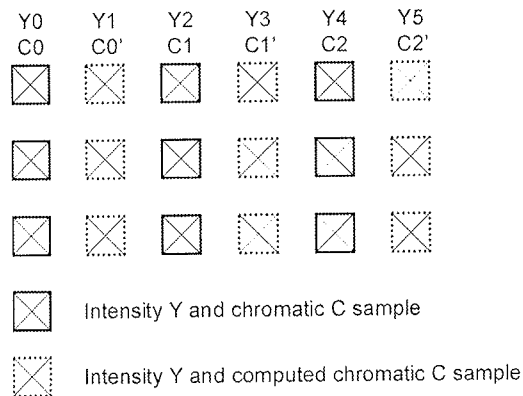 Y0 Y1 Y2 Y3 Y4 Y5
C0 C0' C1 C1' C2 C2'
Intensity Y and chromatic C sample
Intensity Y and computed chromatic C sample